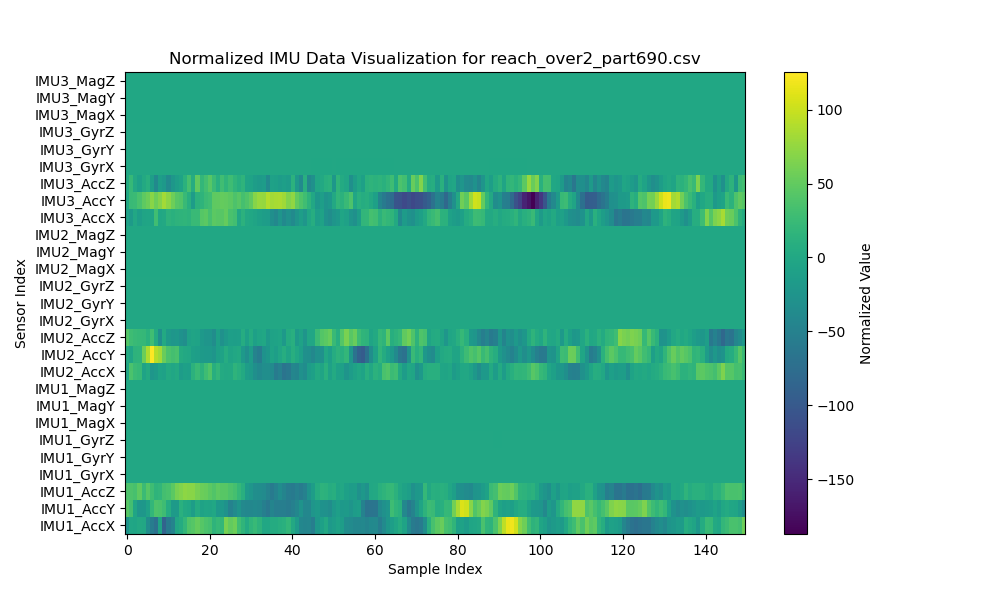 Normalized IMU Data Visualization for reach_over2_part690.csv
Sensor Index
IMU3_MagZ
IMU3_MagY
IMU3_MagX
IMU3_GyrZ
IMU3_GyrY
IMU3_GyrX
IMU3_AccZ
IMU3_AccY
IMU3_AccX
IMU2_MagZ
IMU2_MagY
IMU2_MagX
IMU2_GyrZ
IMU2_GyrY
IMU2_GyrX
IMU2_AccZ
IMU2_AccY
IMU2_AccX
IMU1_MagZ
IMU1_MagY
IMU1_MagX
IMU1_GyrZ
IMU1_GyrY
IMU1_GyrX
IMU1_AccZ
IMU1_AccY
IMU1_AccX
0 20 40 60 80 100 120 140
Sample Index
100
50
0
−50
−100
−150
Normalized Value